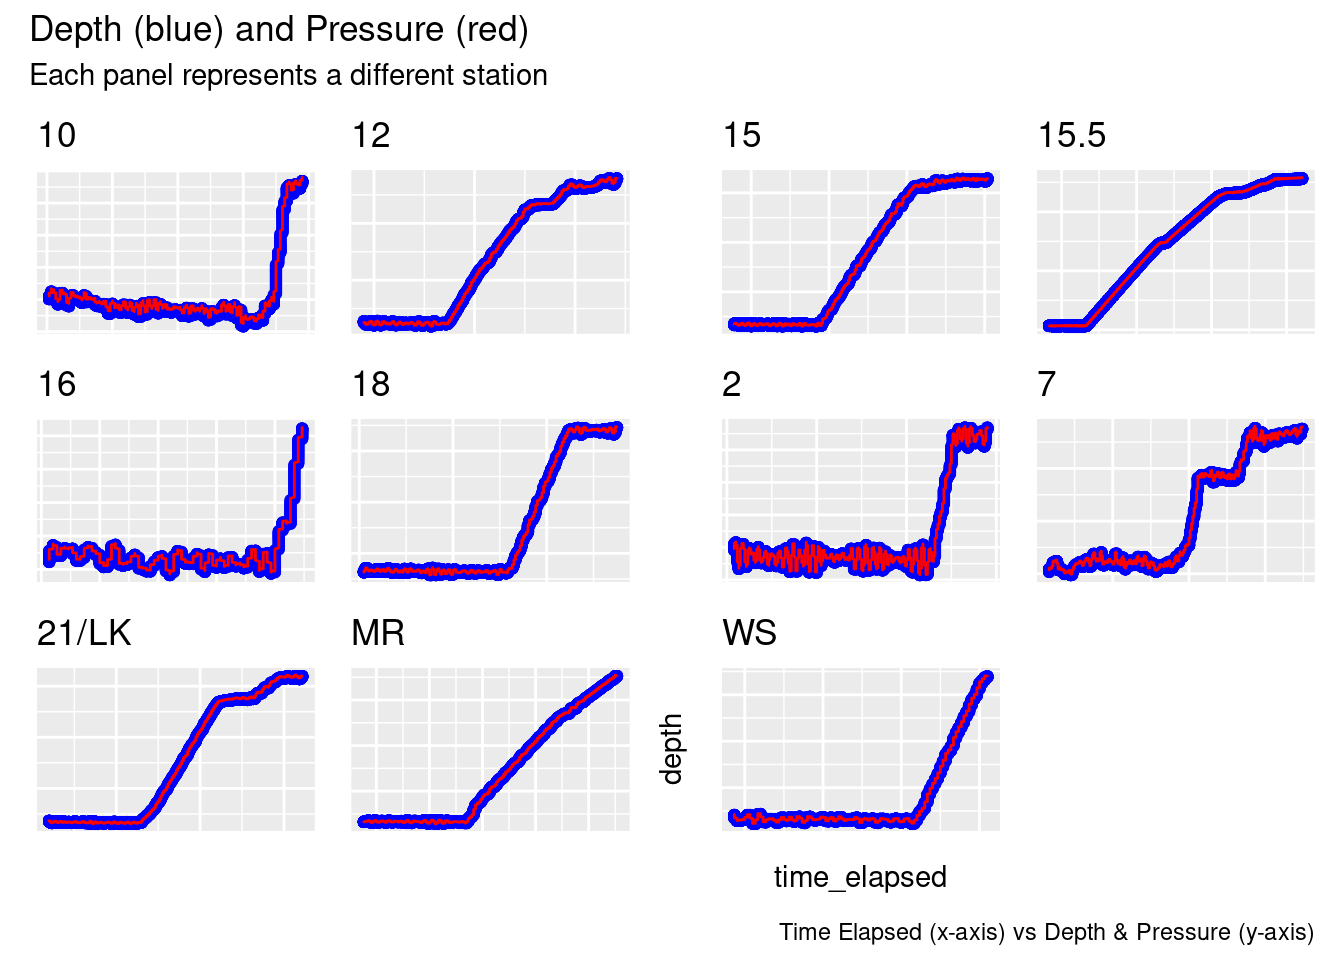 Depth (blue) and Pressure (red)
Each panel represents a different station
10
12
15
15.5
16
18
2
7
21/LK
MR
WS
depth
time_elapsed
Time Elapsed (x-axis) vs Depth & Pressure (y-axis)